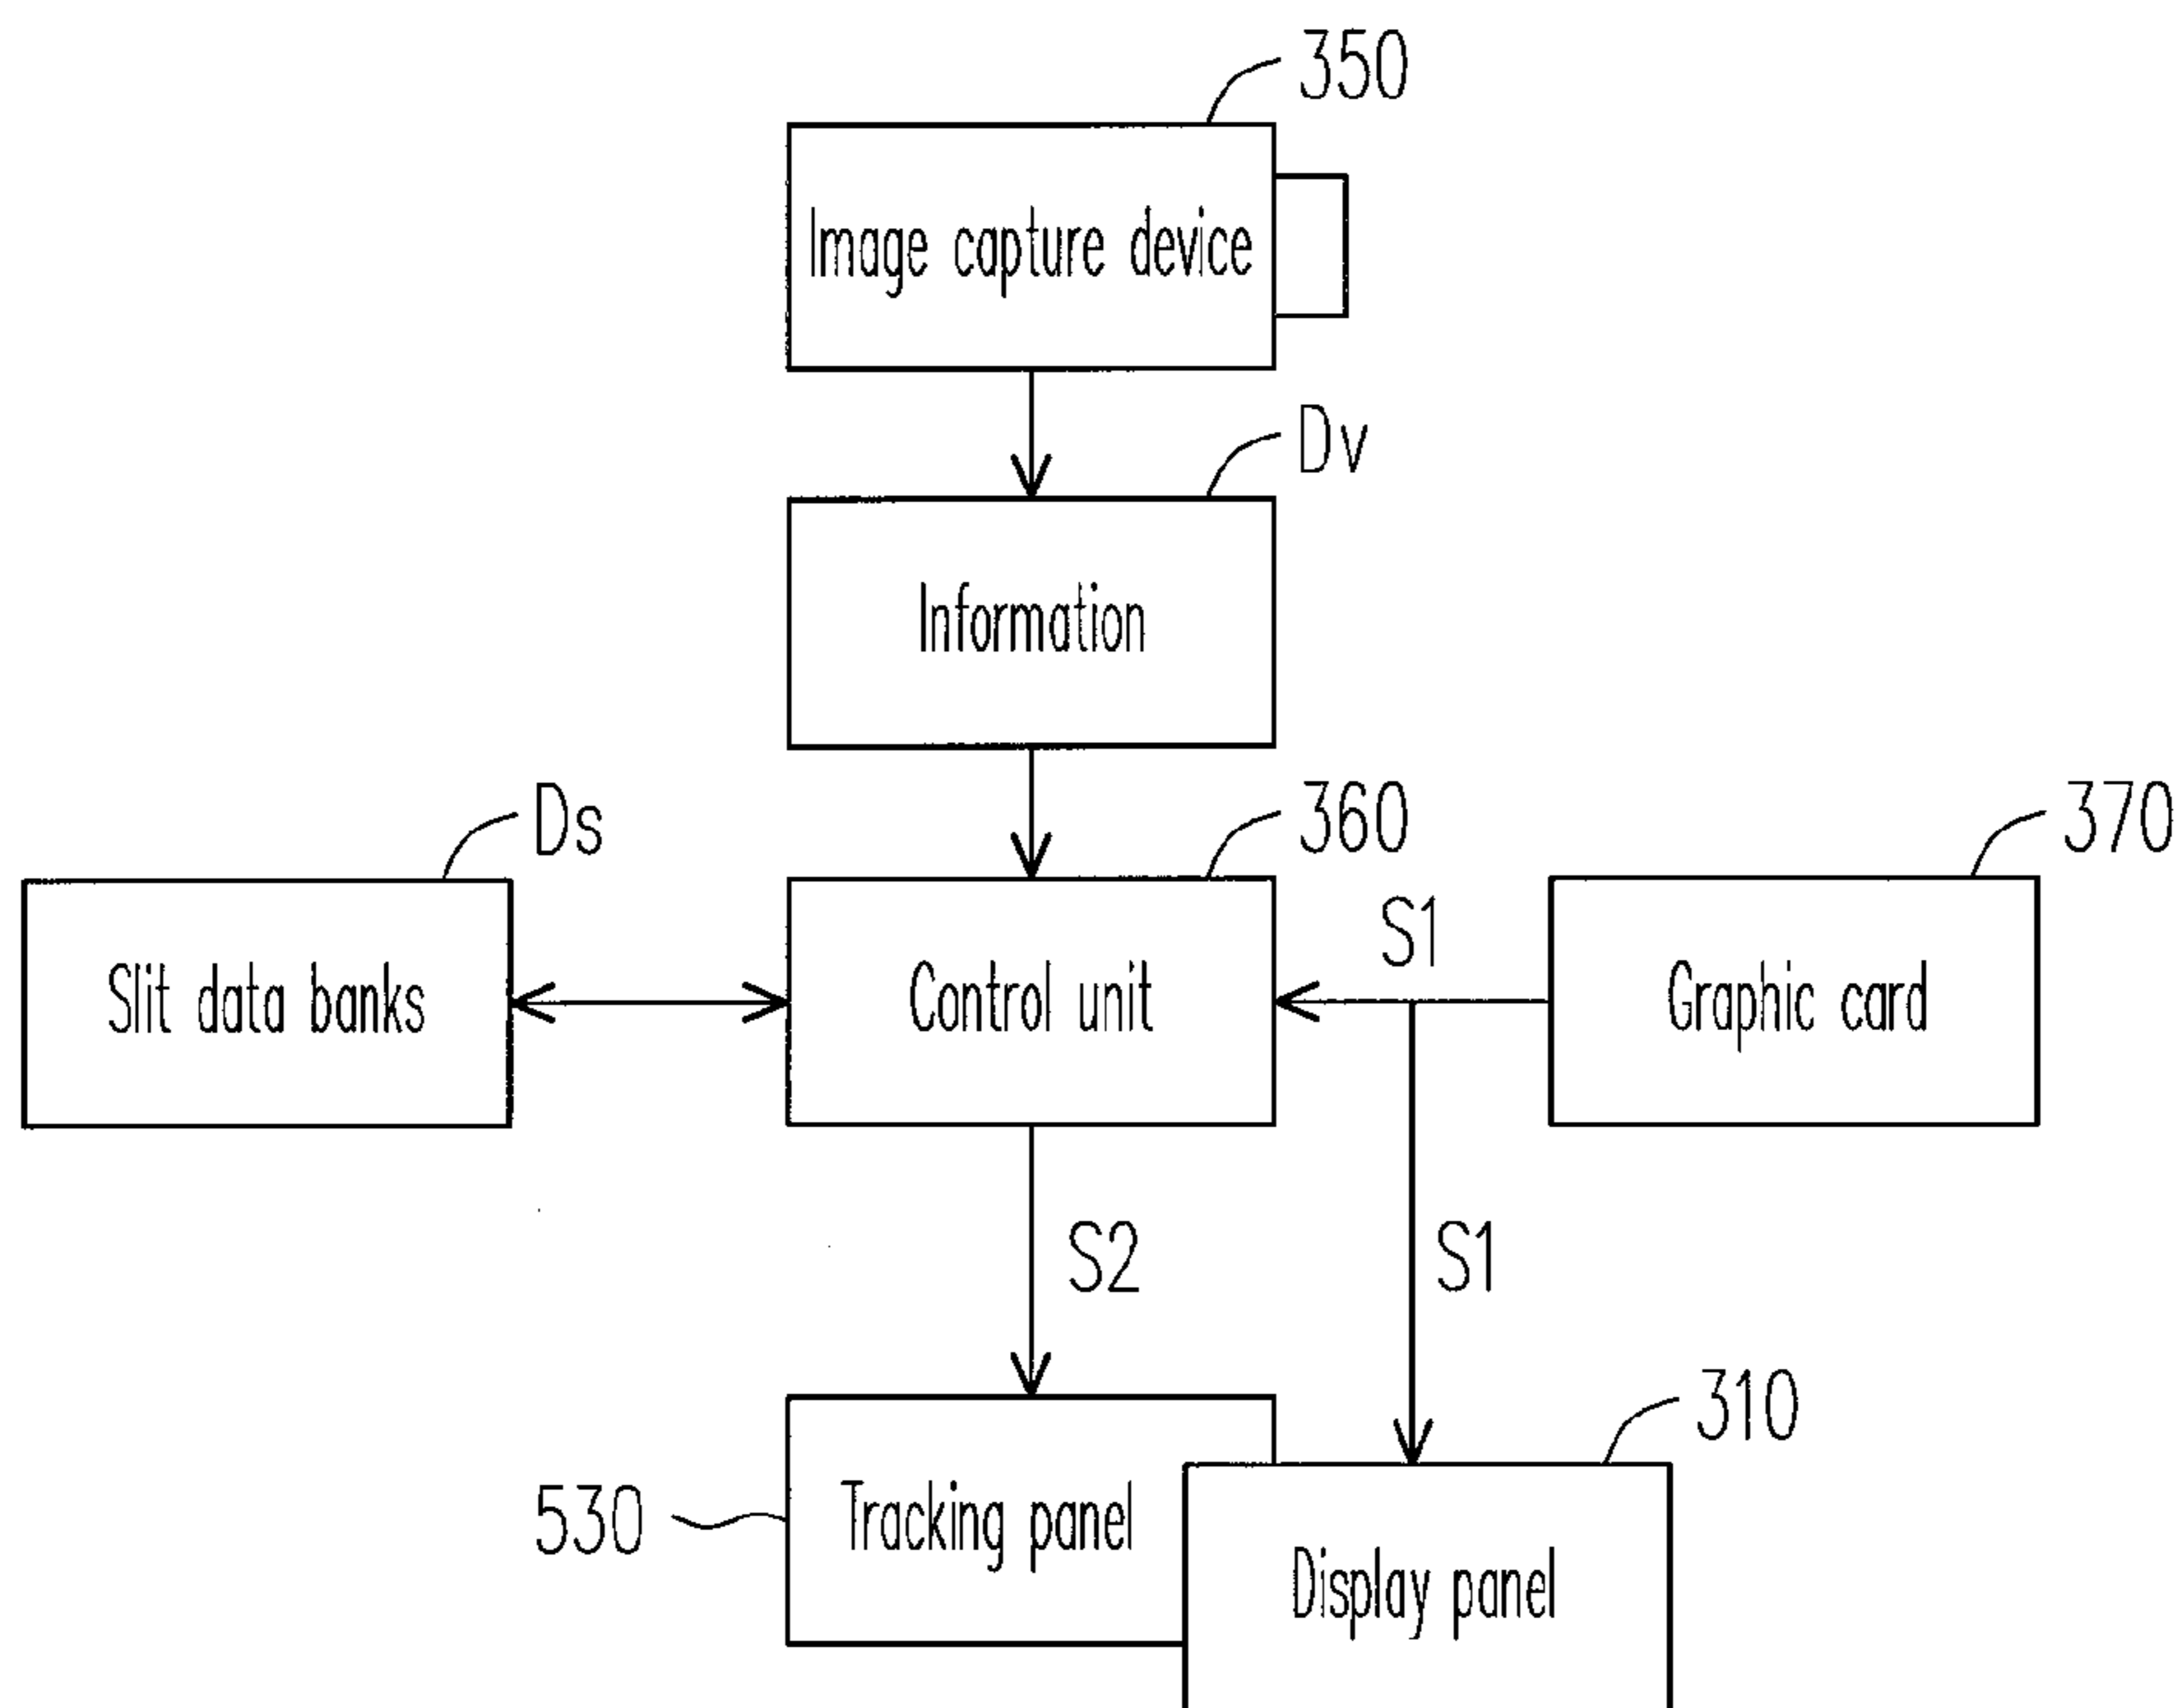 350
Image capture device
Dv
Information
Ds
360
370
S1
Slit data banks
Control unit
Graphic card
S2
S1
310
530
Tracking panel
Display panel